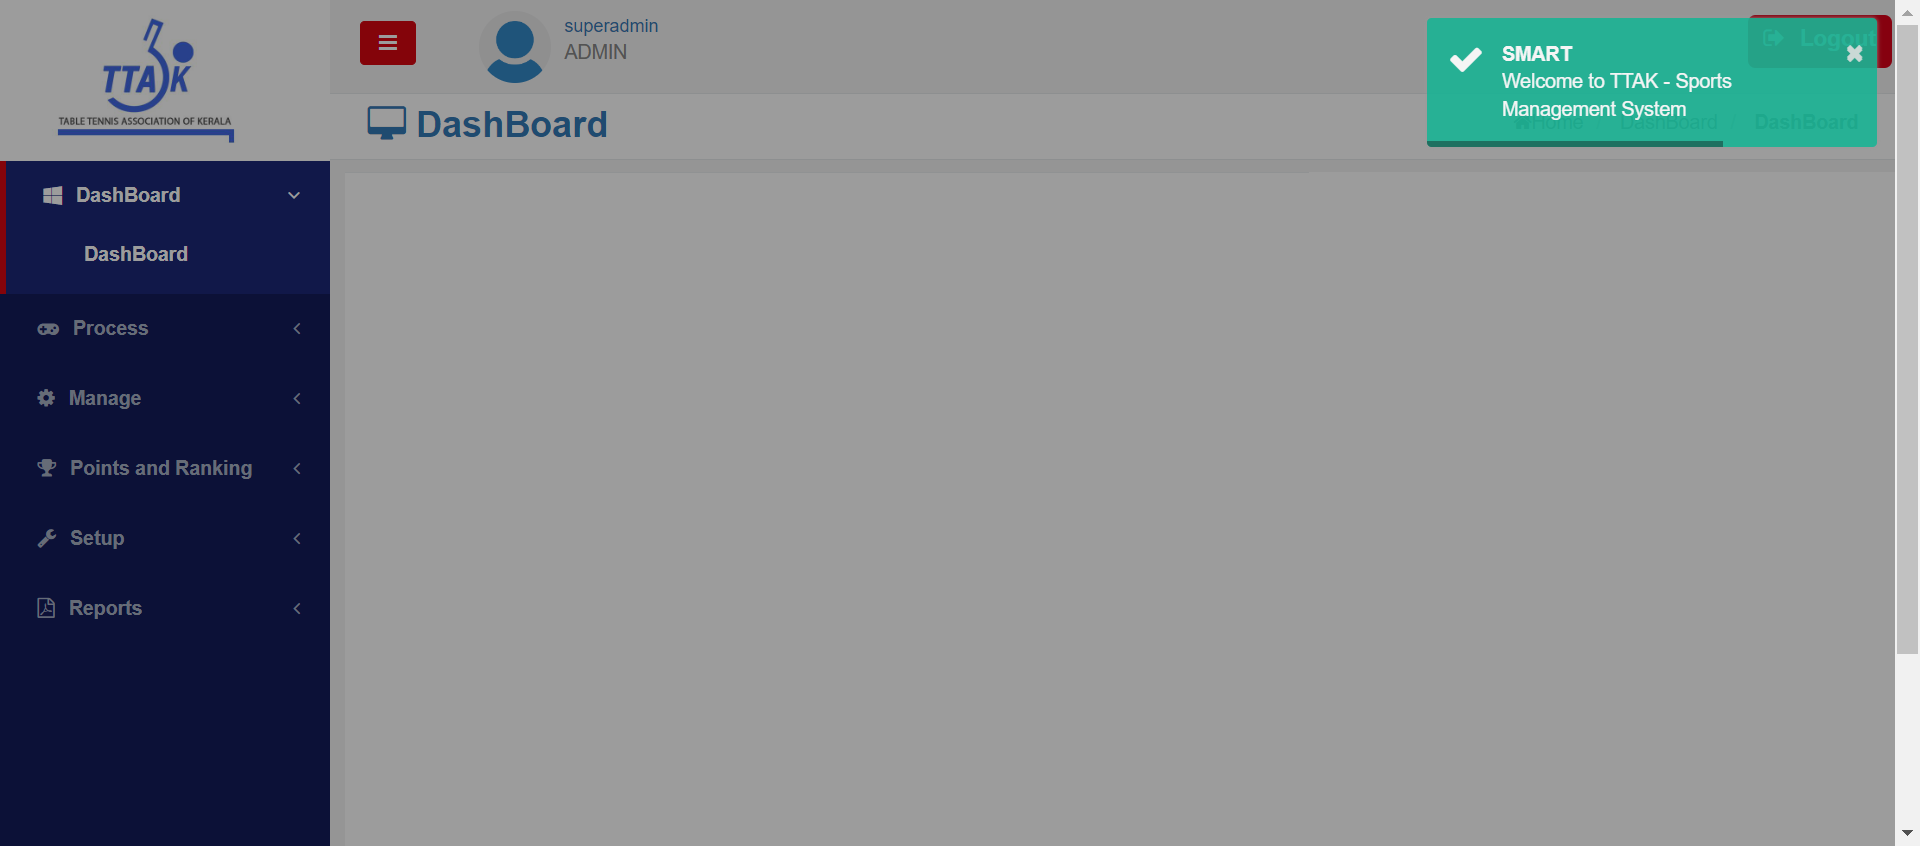 TTAK
TABLE TENNIS ASSOCIATION OF KERALA
superadmin
ADMIN
Logout
SMART
Welcome to TTAK - Sports
Management System
DashBoard
Home
DashBoard
DashBoard
DashBoard
DashBoard
Process
Manage
Points and Ranking
Setup
Reports